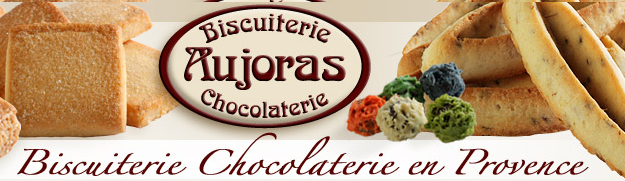 Biscuiterie
Aujoras
Chocolaterie
Biscuiterie Chocolaterie en Provence